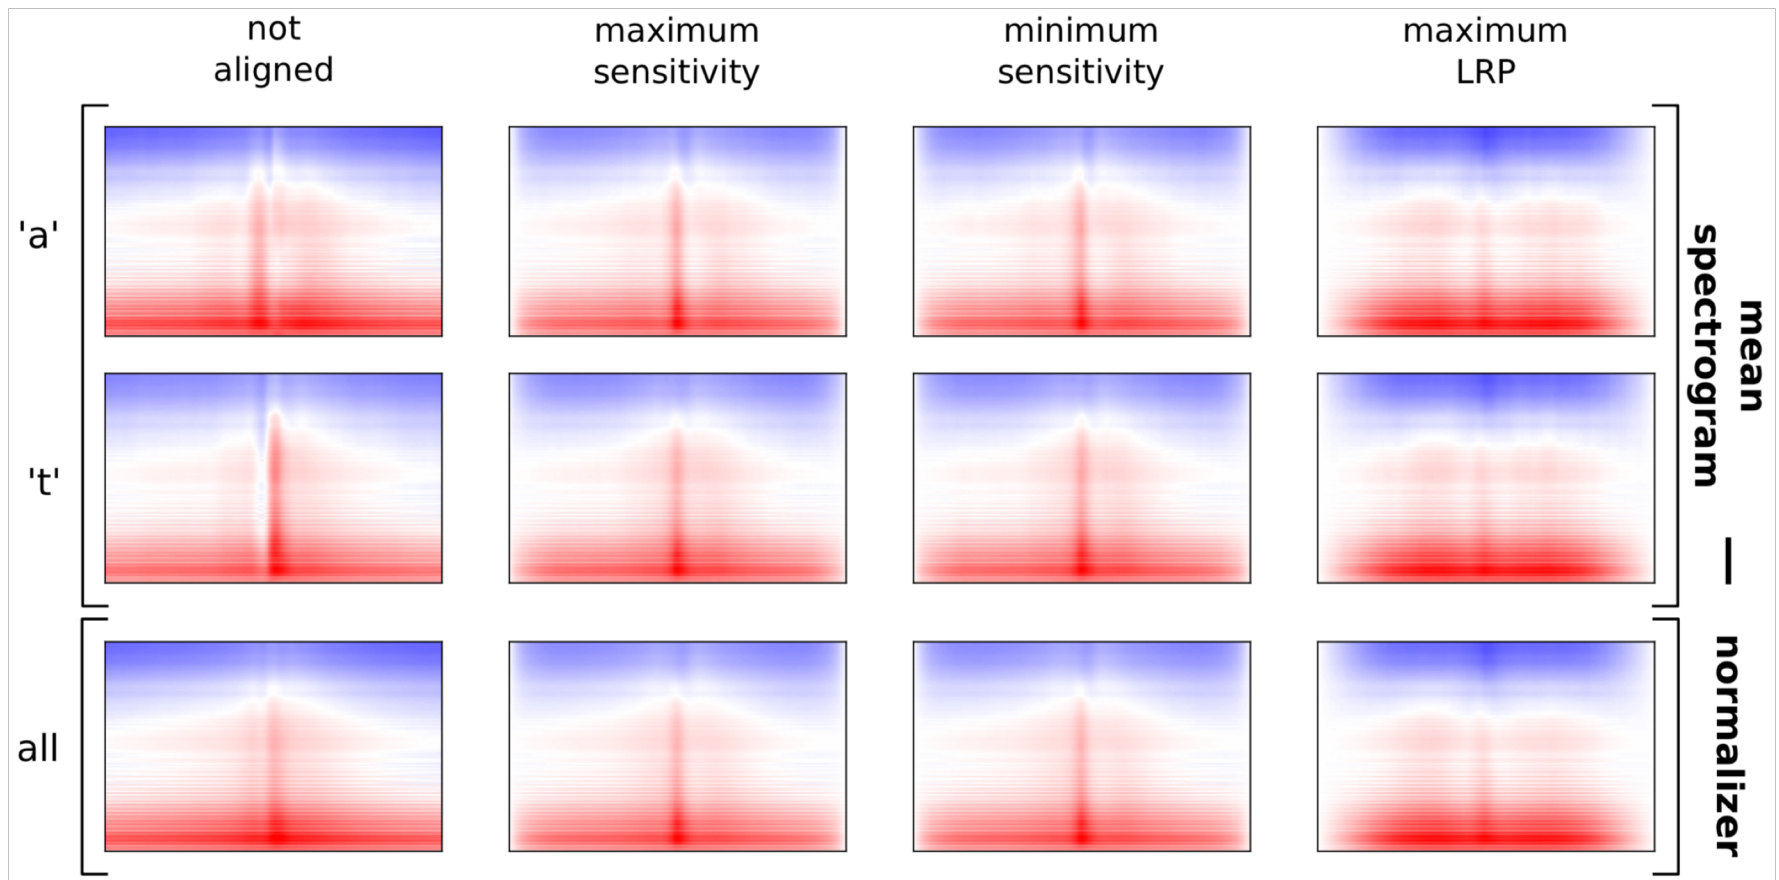 not
aligned
maximum
sensitivity
minimum
sensitivity
maximum
LRP
'a'
't'
all
mean
spectrogram
—
normalizer